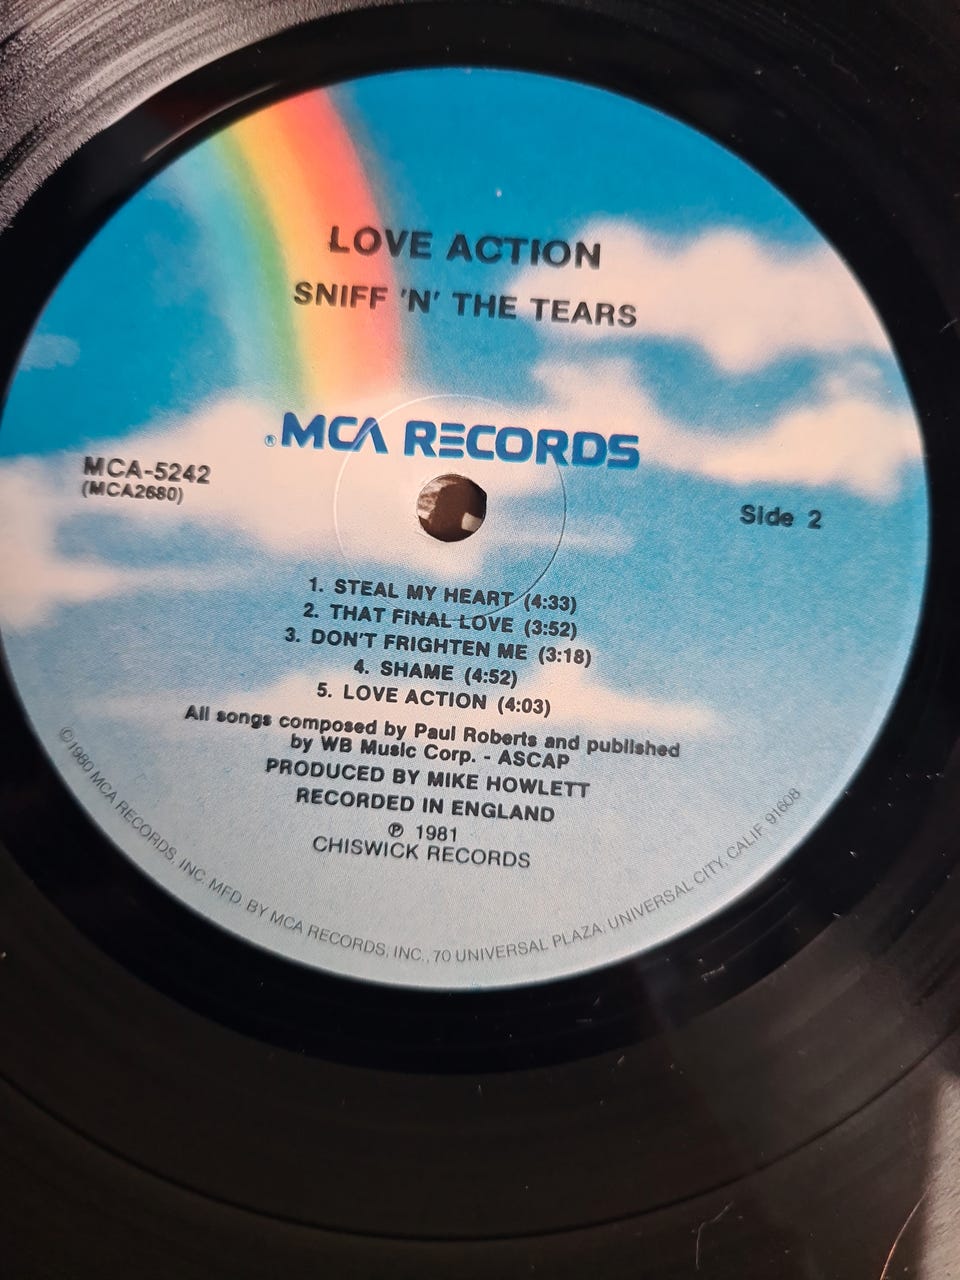 LOVE ACTION
SNIFF 'N' THE TEARS
®MCA RECORDS
MCA-5242
(MCA2680)
Side 2
1. STEAL MY HEART (4:33)
2. THAT FINAL LOVE (3:52)
3. DON'T FRIGHTEN ME (3:18)
4. SHAME (4:52)
5. LOVE ACTION (4:03)
All songs composed by Paul Roberts and published
by WB Music Corp. - ASCAP
PRODUCED BY MIKE HOWLETT
RECORDED IN ENGLAND
℗ 1981
CHISWICK RECORDS
©1980 MCA RECORDS, INC. MFD. BY MCA RECORDS, INC., 70 UNIVERSAL PLAZA, UNIVERSAL CITY, CALIF 91608